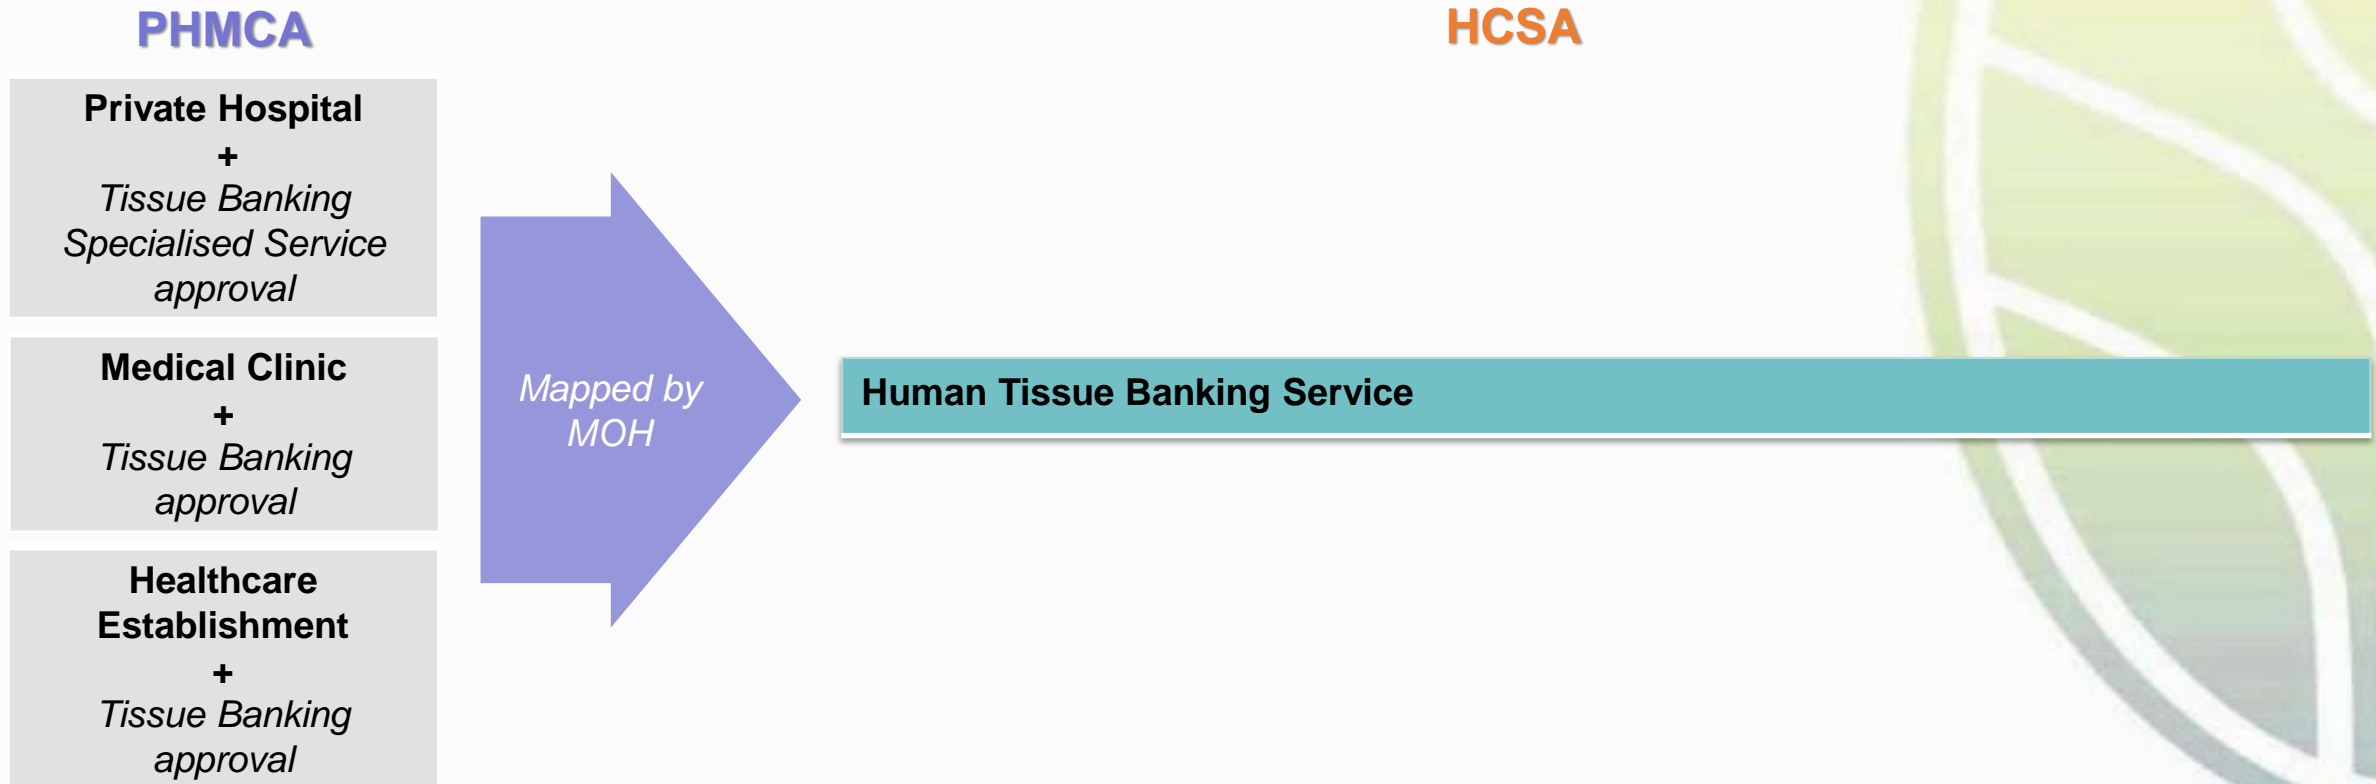 PHMCA
HCSA
Private Hospital
+
Tissue Banking
Specialised Service
approval
Medical Clinic
+
Tissue Banking
approval
Healthcare
Establishment
+
Tissue Banking
approval
Mapped by
MOH
Human Tissue Banking Service